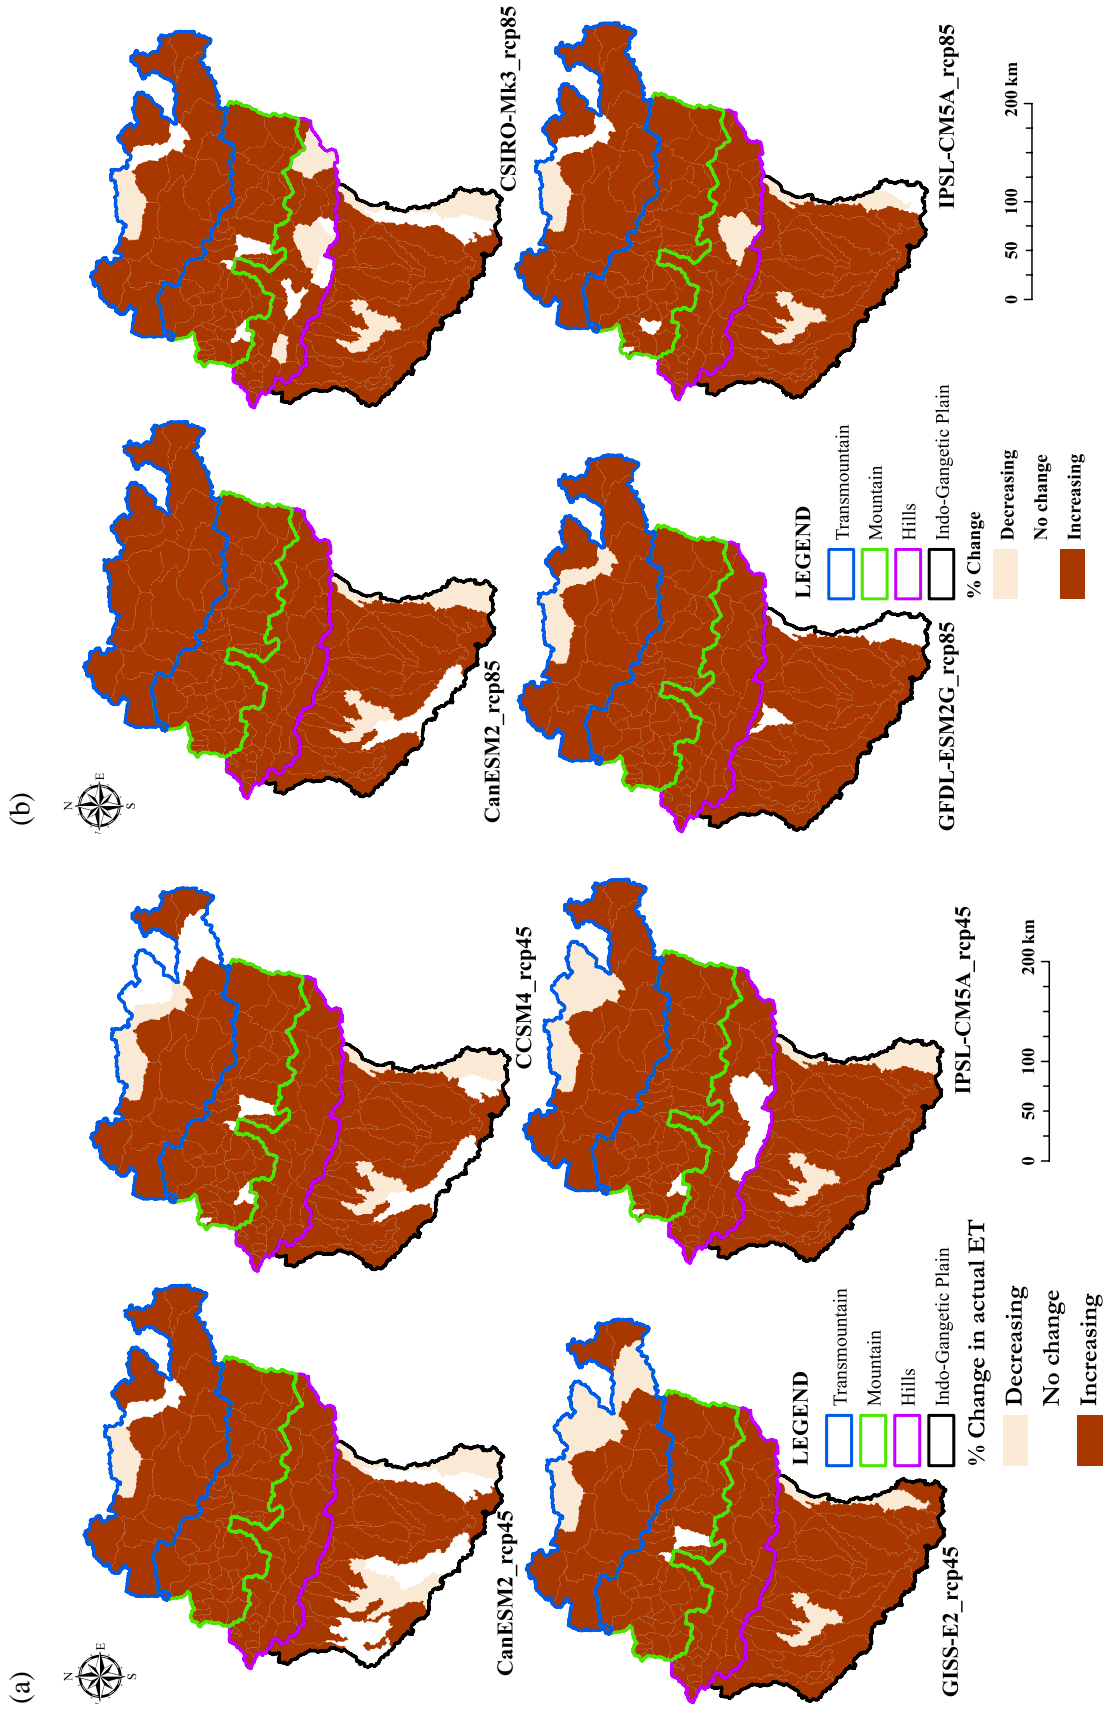 (a)
N
E
S
CanESM2_rcp45
CCSM4_rcp45
GISS-E2_rcp45
IPSL-CM5A_rcp45
LEGEND
Transmountain
Mountain
Hills
Indo-Gangetic Plain
% Change in actual ET
Decreasing
No change
Increasing
0 50 100 200 km
(b)
N
E
S
CanESM2_rcp85
CSIRO-Mk3_rcp85
GFDL-ESM2G_rcp85
IPSL-CM5A_rcp85
LEGEND
Transmountain
Mountain
Hills
Indo-Gangetic Plain
% Change
Decreasing
No change
Increasing
0 50 100 200 km